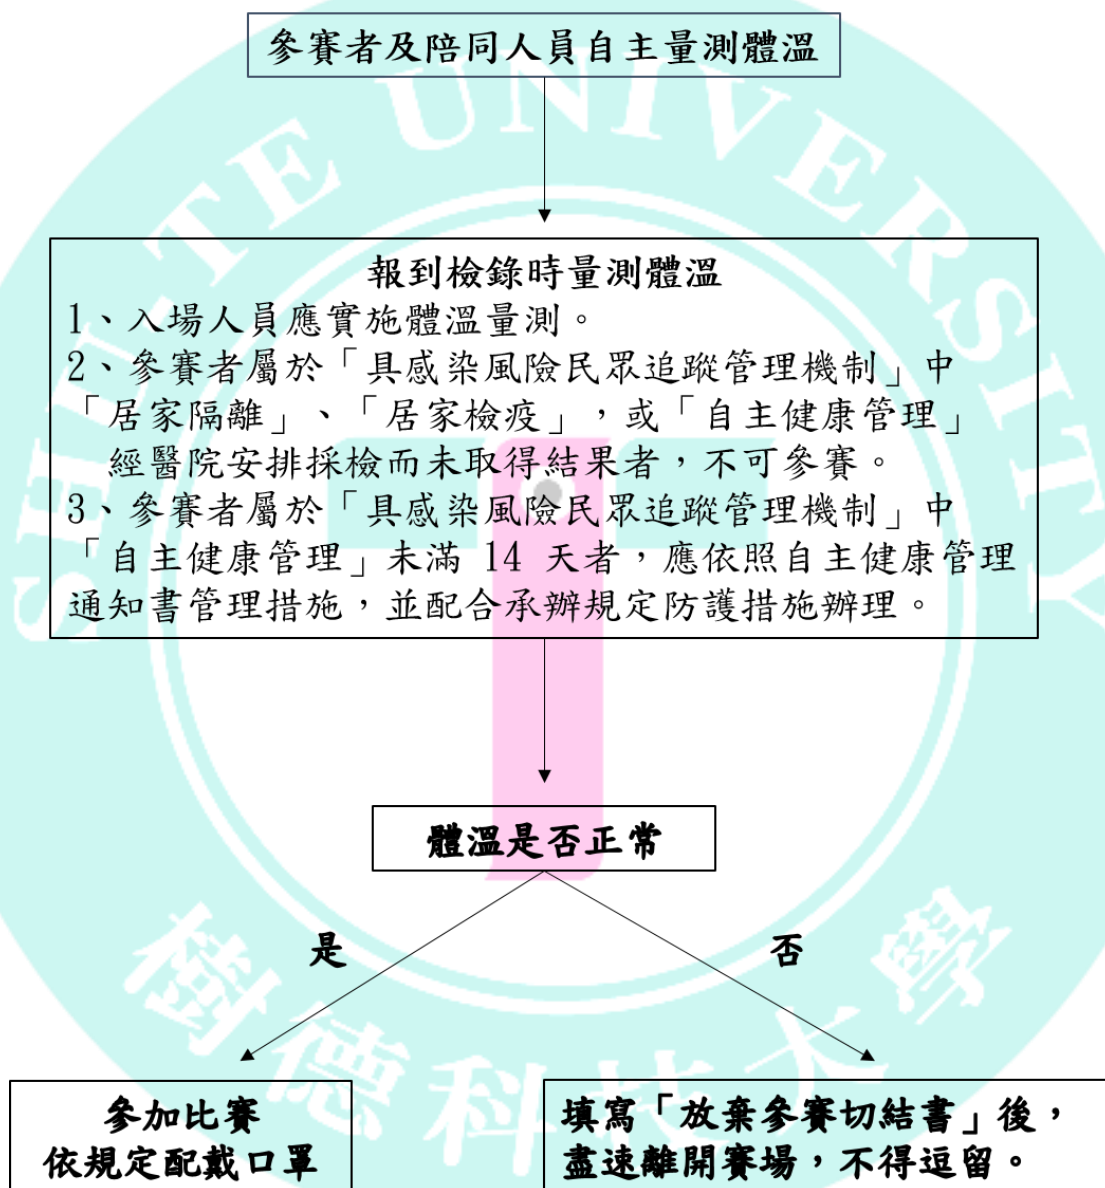 參賽者及陪同人員自主量測體溫
報到檢錄時量測體溫
1、入場人員應實施體溫量測。
2、參賽者屬於「具感染風險民眾追蹤管理機制」中
「居家隔離」、「居家檢疫」，或「自主健康管理」
經醫院安排採檢而未取得結果者，不可參賽。
3、參賽者屬於「具感染風險民眾追蹤管理機制」中
「自主健康管理」未滿 14 天者，應依照自主健康管理
通知書管理措施，並配合承辦規定防護措施辦理。
體溫是否正常
是
否
參加比賽
依規定配戴口罩
填寫「放棄參賽切結書」後，
盡速離開賽場，不得逗留。
SHU-TE UNIVERSITY
樹德科技大學